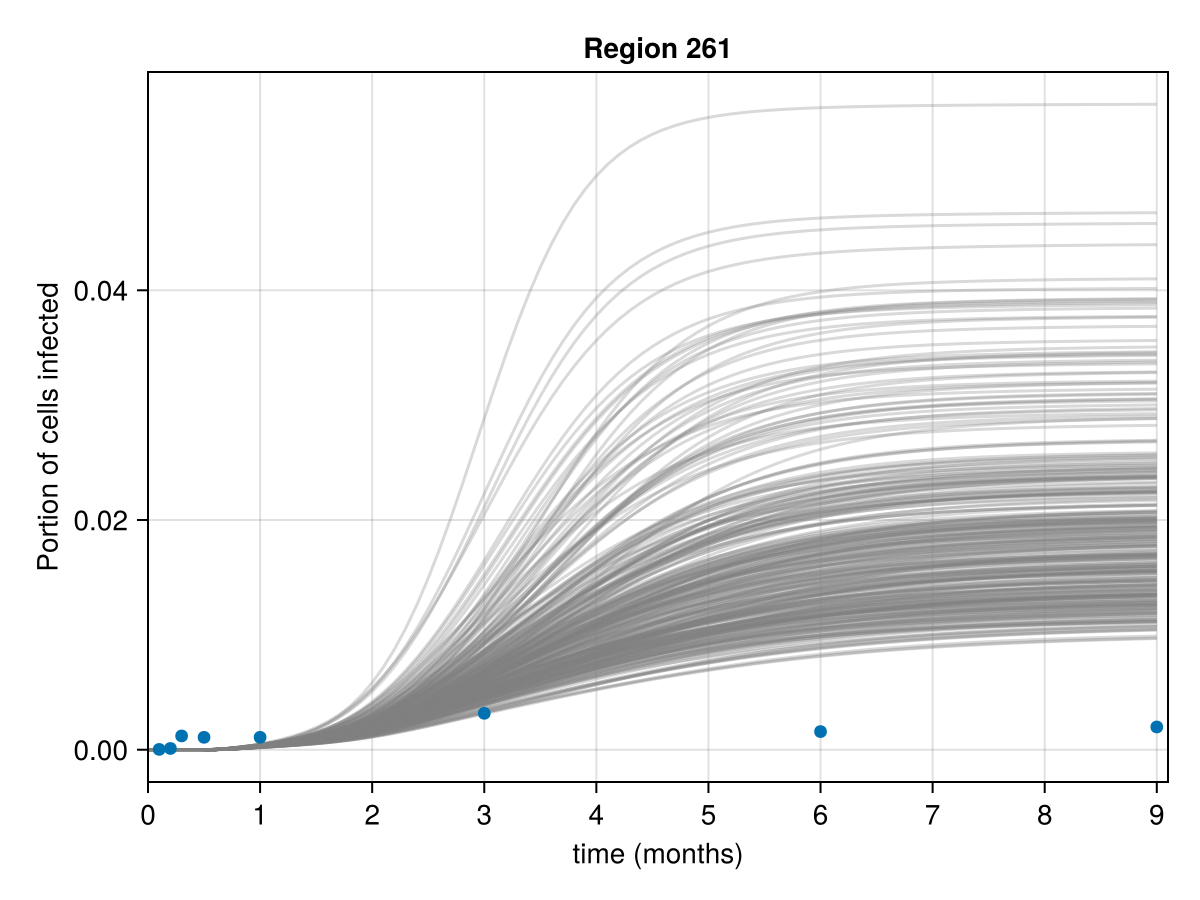 Region 261
Portion of cells infected
0.04
0.02
0.00
0 1 2 3 4 5 6 7 8 9
time (months)